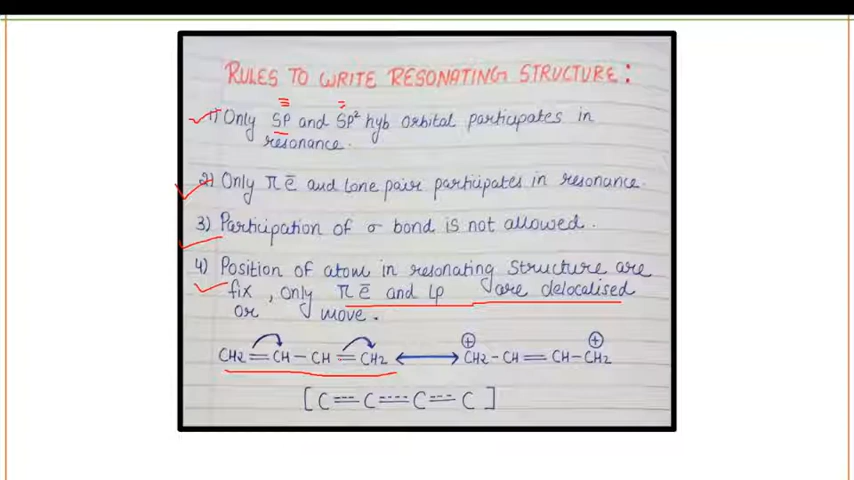 RULES TO WRITE RESONATING STRUCTURE:
1) Only SP and SP² hyb orbital participates in
resonance.
2) Only π ē and lone pair participates in resonance.
3) Participation of σ bond is not allowed.
4) Position of atom in resonating structure are
fix, only π ē and LP are delocalised
or move.
CH2=CH-CH=CH2 ⟷ ⊕CH2-CH=CH-CH2⊕
[C=C=C=C]